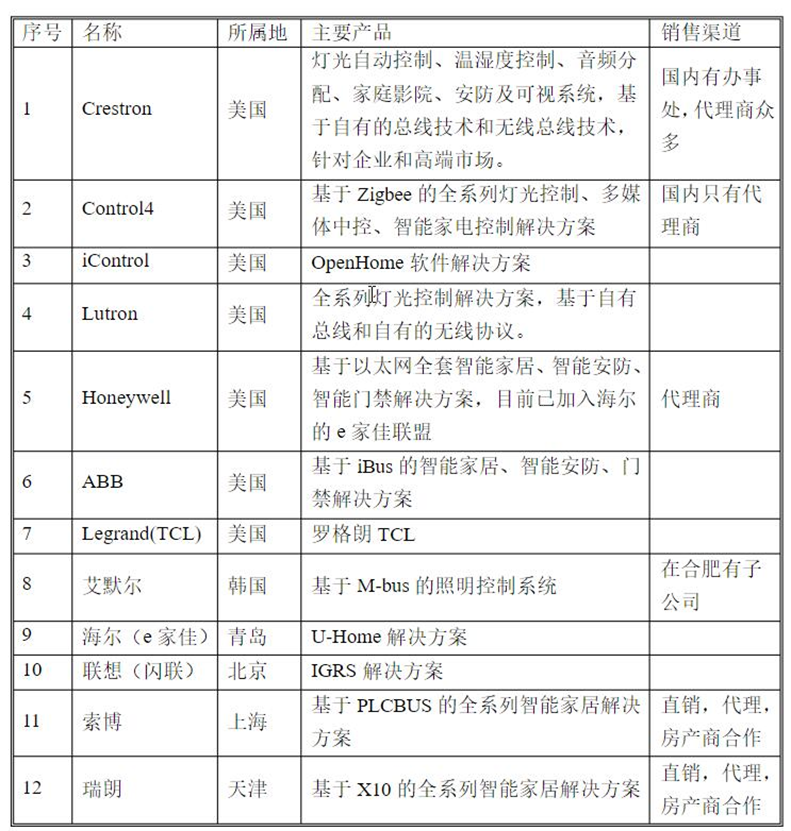 序号 名称 所属地 主要产品 销售渠道
1 Crestron 美国 灯光自动控制、温湿度控制、音频分
配、家庭影院、安防及可视系统，基
于自有的总线技术和无线总线技术，
针对企业和高端市场。
国内有办事
处，代理商众
多
2 Control4 美国 基于 Zigbee 的全系列灯光控制、多媒
体中控、智能家电控制解决方案
国内只有代
理商
3 iControl 美国 OpenHome 软件解决方案
4 Lutron 美国 全系列灯光控制解决方案，基于自有
总线和自有的无线协议。
5 Honeywell 美国 基于以太网全套智能家居、智能安防、
智能门禁解决方案，目前已加入海尔
的 e 家佳联盟
代理商
6 ABB 美国 基于 iBus 的智能家居、智能安防、门
禁解决方案
7 Legrand(TCL) 美国 罗格朗 TCL
8 艾默尔 韩国 基于 M-bus 的照明控制系统
在合肥有子
公司
9 海尔（e 家佳） 青岛 U-Home 解决方案
10 联想（闪联） 北京 IGRS 解决方案
11 索博 上海 基于 PLCBUS 的全系列智能家居解决
方案
直销，代理，
房产商合作
12 瑞朗 天津 基于 X10 的全系列智能家居解决方案
直销，代理，
房产商合作